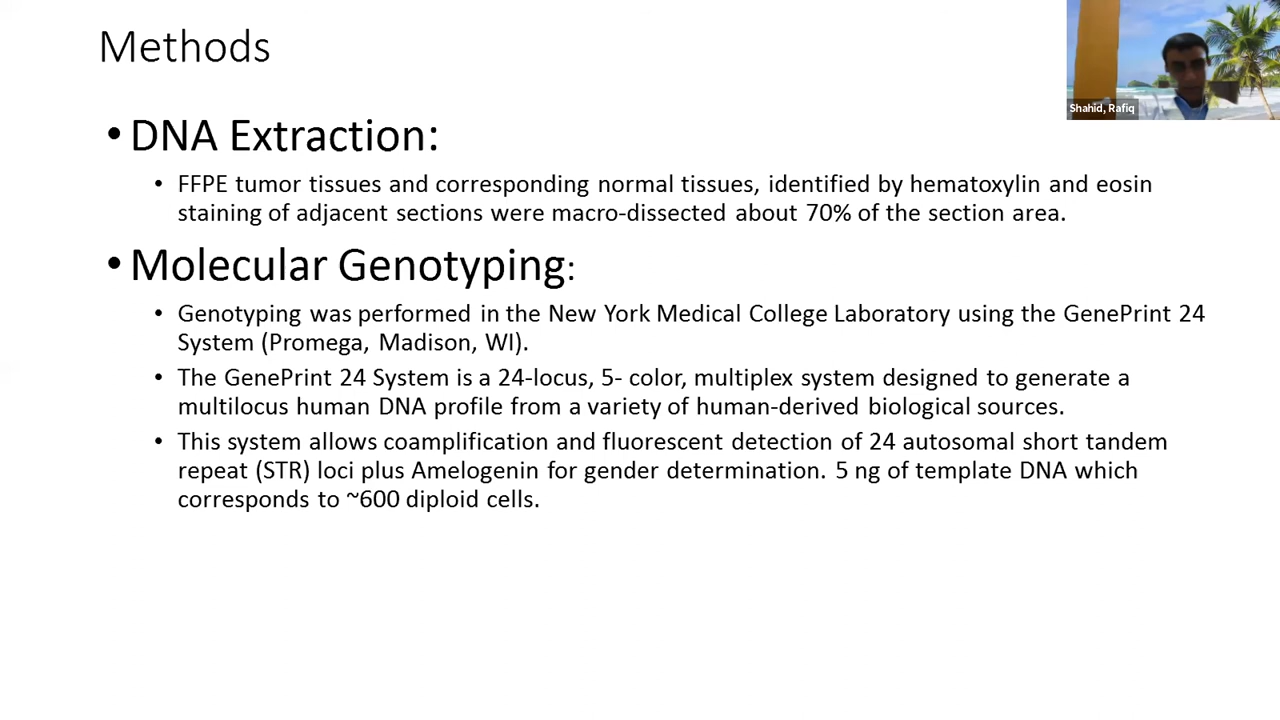 Methods
Shahid, Rafiq
• DNA Extraction:
• FFPE tumor tissues and corresponding normal tissues, identified by hematoxylin and eosin
staining of adjacent sections were macro-dissected about 70% of the section area.
• Molecular Genotyping:
• Genotyping was performed in the New York Medical College Laboratory using the GenePrint 24
System (Promega, Madison, WI).
• The GenePrint 24 System is a 24-locus, 5- color, multiplex system designed to generate a
multilocus human DNA profile from a variety of human-derived biological sources.
• This system allows coamplification and fluorescent detection of 24 autosomal short tandem
repeat (STR) loci plus Amelogenin for gender determination. 5 ng of template DNA which
corresponds to ~600 diploid cells.